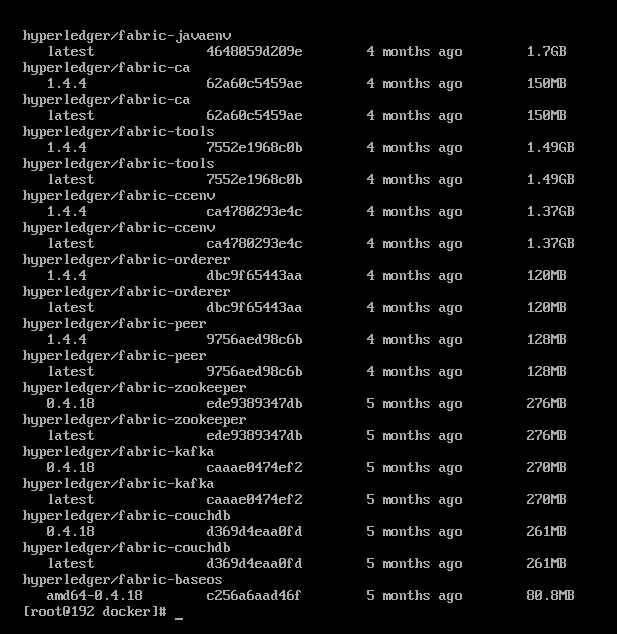 hyperledger/fabric-javaenv
latest 4648059d209e 4 months ago 1.7GB
hyperledger/fabric-ca
1.4.4 62a60c5459ae 4 months ago 150MB
hyperledger/fabric-ca
latest 62a60c5459ae 4 months ago 150MB
hyperledger/fabric-tools
1.4.4 7552e1968c0b 4 months ago 1.49GB
hyperledger/fabric-tools
latest 7552e1968c0b 4 months ago 1.49GB
hyperledger/fabric-ccenv
1.4.4 ca4780293e4c 4 months ago 1.37GB
hyperledger/fabric-ccenv
latest ca4780293e4c 4 months ago 1.37GB
hyperledger/fabric-orderer
1.4.4 dbc9f65443aa 4 months ago 120MB
hyperledger/fabric-orderer
latest dbc9f65443aa 4 months ago 120MB
hyperledger/fabric-peer
1.4.4 9756aed98c6b 4 months ago 128MB
hyperledger/fabric-peer
latest 9756aed98c6b 4 months ago 128MB
hyperledger/fabric-zookeeper
0.4.18 ede9389347db 5 months ago 276MB
hyperledger/fabric-zookeeper
latest ede9389347db 5 months ago 276MB
hyperledger/fabric-kafka
0.4.18 caaae0474ef2 5 months ago 270MB
hyperledger/fabric-kafka
latest caaae0474ef2 5 months ago 270MB
hyperledger/fabric-couchdb
0.4.18 d369d4eaa0fd 5 months ago 261MB
hyperledger/fabric-couchdb
latest d369d4eaa0fd 5 months ago 261MB
hyperledger/fabric-baseos
amd64-0.4.18 c256a6aad46f 5 months ago 80.8MB
[root@192 docker]# _